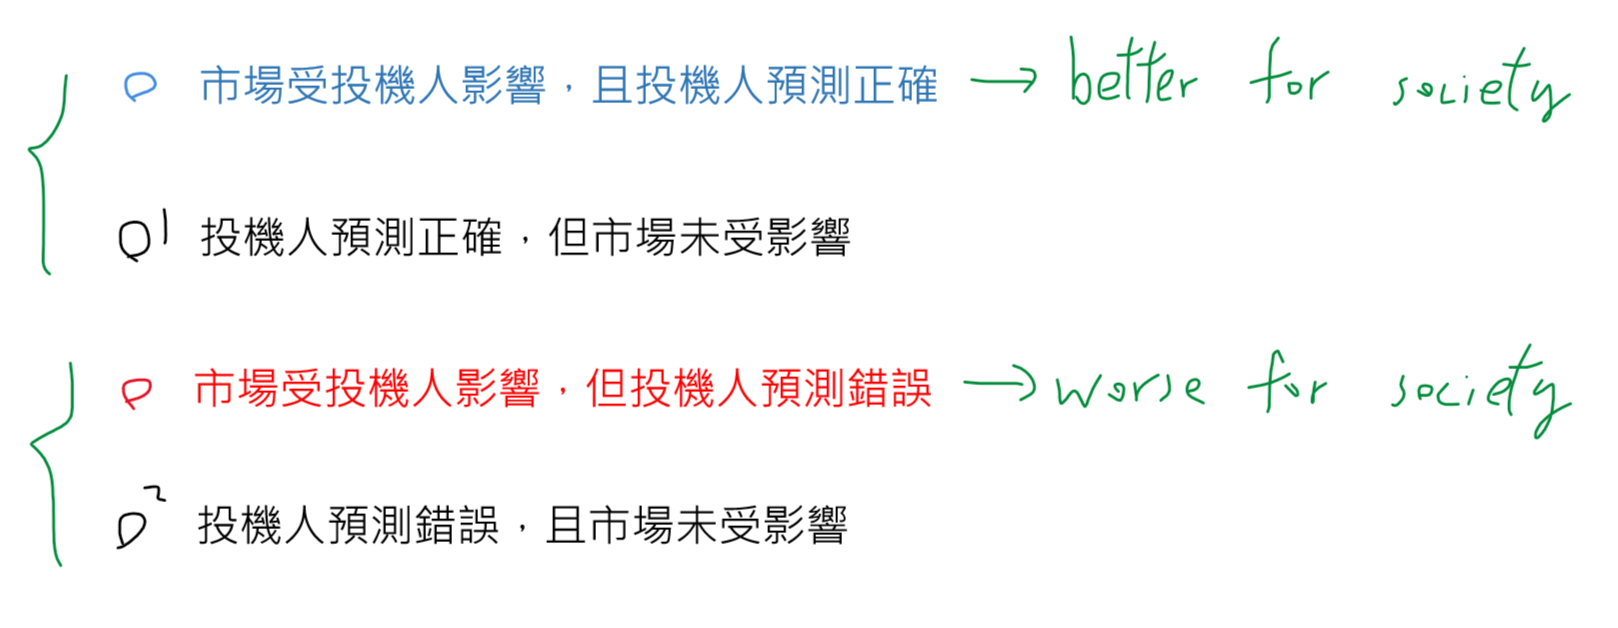 市場受投機人影響，且投機人預測正確 → better for society
1 投機人預測正確，但市場未受影響
市場受投機人影響，但投機人預測錯誤 → worse for society
2 投機人預測錯誤，且市場未受影響